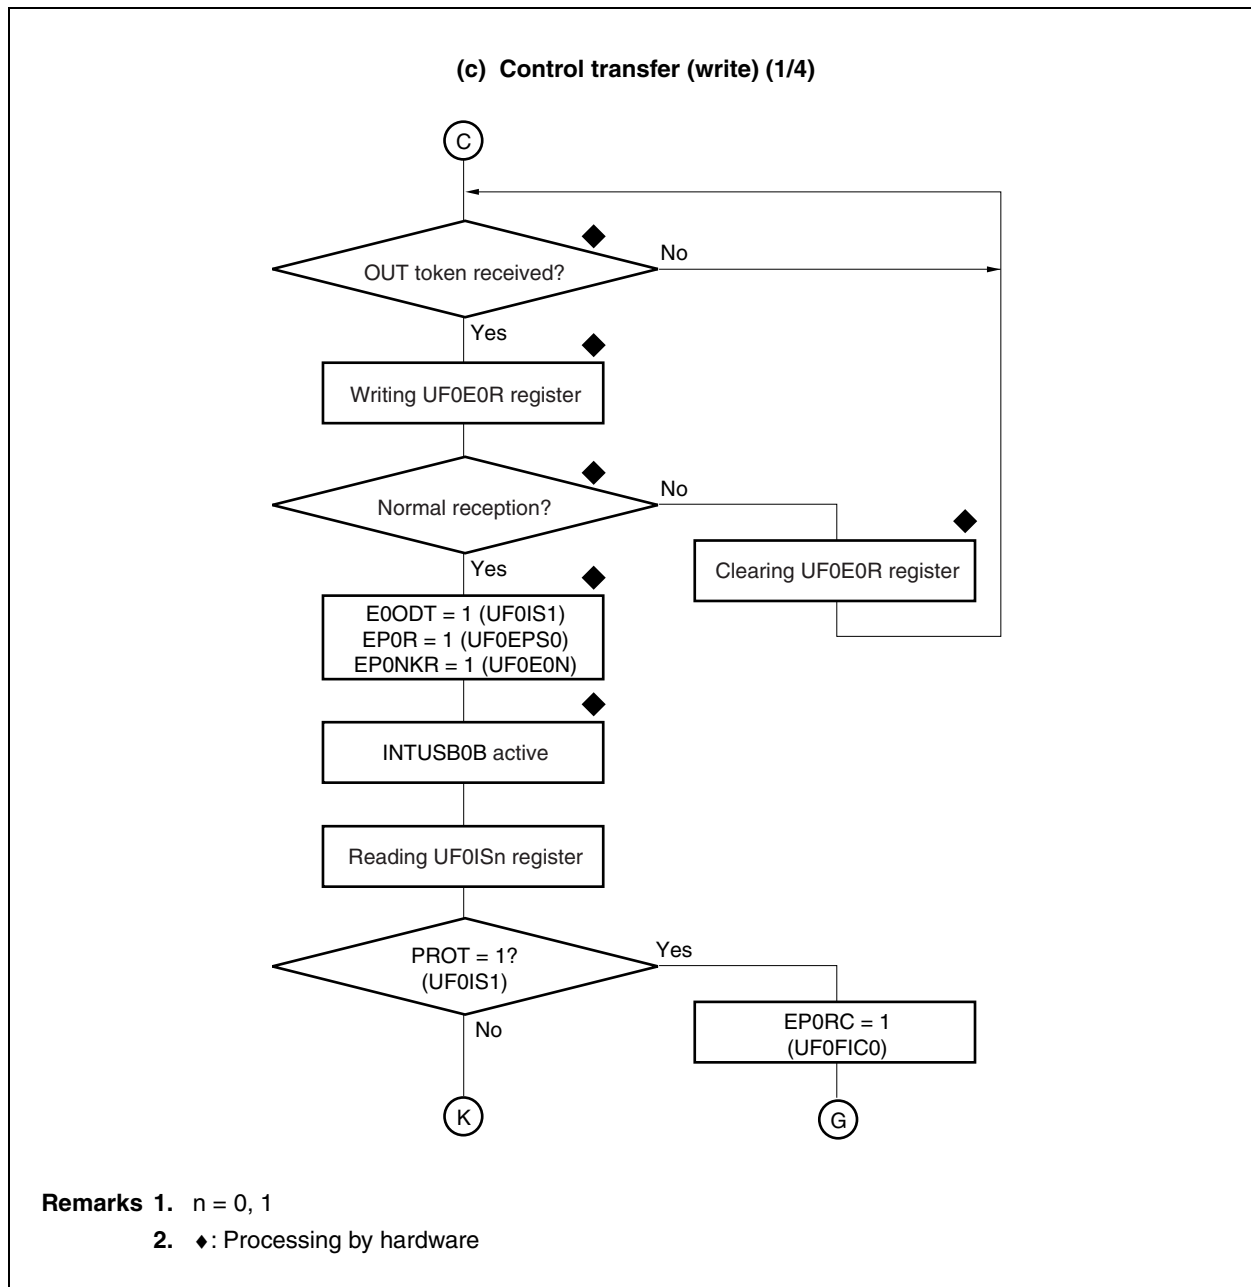 (c) Control transfer (write) (1/4)
C
OUT token received?
No
Yes
Writing UF0E0R register
Normal reception?
No
Yes
Clearing UF0E0R register
E0ODT = 1 (UF0IS1)
EP0R = 1 (UF0EPS0)
EP0NKR = 1 (UF0E0N)
INTUSB0B active
Reading UF0ISn register
PROT = 1?
(UF0IS1)
Yes
No
EP0RC = 1
(UF0FIC0)
K
G
Remarks 1. n = 0, 1
2. ♦: Processing by hardware